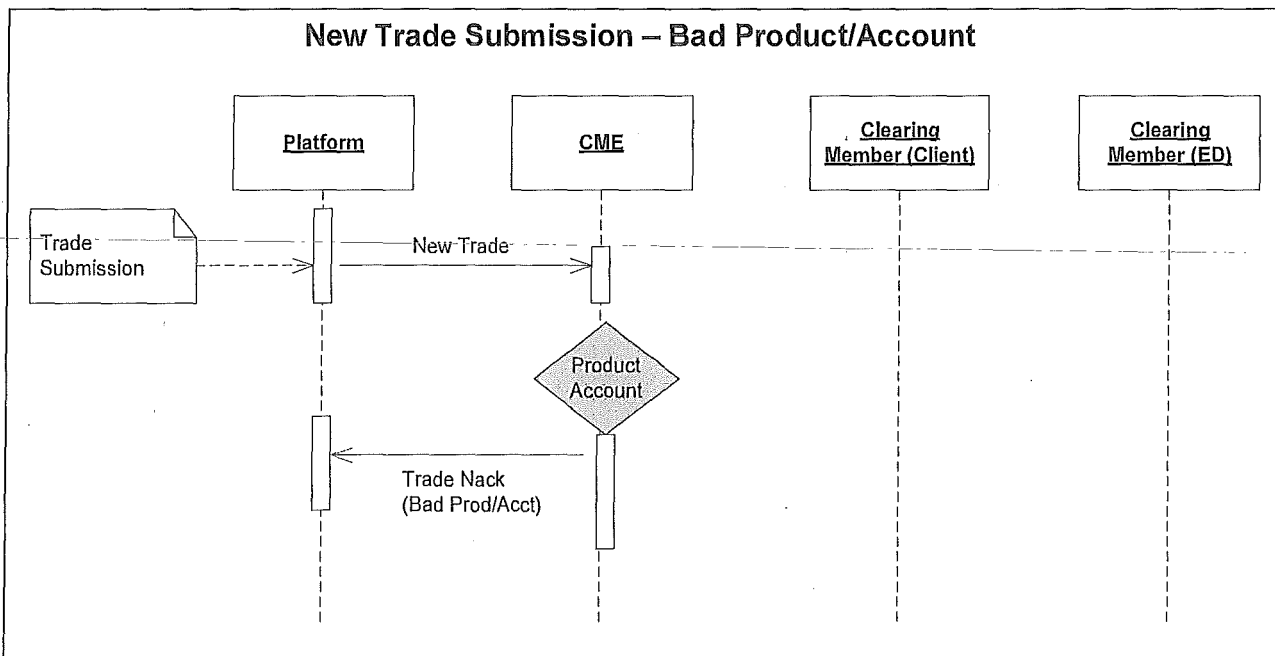 New Trade Submission – Bad Product/Account
Platform
CME
Clearing
Member (Client)
Clearing
Member (ED)
Trade
Submission
New Trade
Product
Account
Trade Nack
(Bad Prod/Acct)